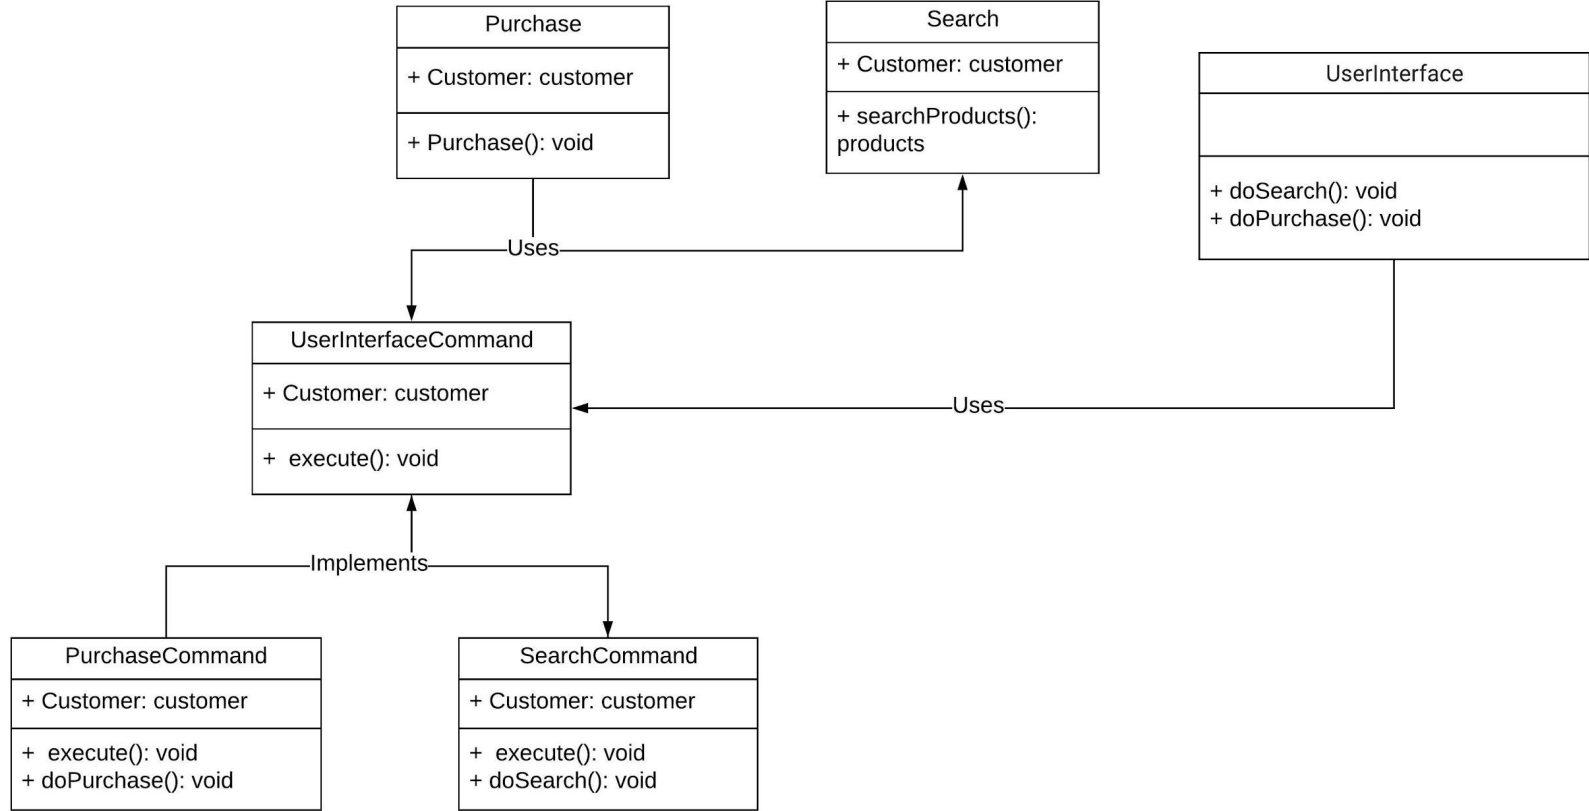 Purchase
+ Customer: customer
+ Purchase(): void
Search
+ Customer: customer
+ searchProducts():
products
UserInterface
+ doSearch(): void
+ doPurchase(): void
Uses
UserInterfaceCommand
+ Customer: customer
+ execute(): void
Uses
Implements
PurchaseCommand
+ Customer: customer
+ execute(): void
+ doPurchase(): void
SearchCommand
+ Customer: customer
+ execute(): void
+ doSearch(): void